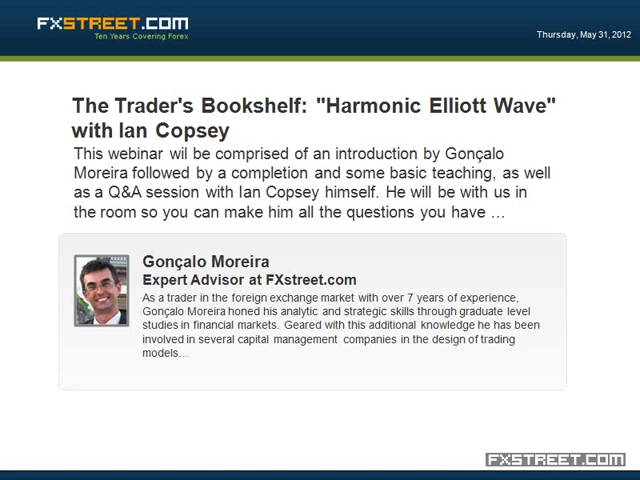 FXSTREET.COM
Ten Years Covering Forex
Thursday, May 31, 2012
The Trader's Bookshelf: "Harmonic Elliott Wave"
with Ian Copsey
This webinar wil be comprised of an introduction by Gonçalo
Moreira followed by a completion and some basic teaching, as well
as a Q&A session with Ian Copsey himself. He will be with us in
the room so you can make him all the questions you have …
Gonçalo Moreira
Expert Advisor at FXstreet.com
As a trader in the foreign exchange market with over 7 years of experience,
Gonçalo Moreira honed his analytic and strategic skills through graduate level
studies in financial markets. Geared with this additional knowledge he has been
involved in several capital management companies in the design of trading
models…
FXSTREET.COM